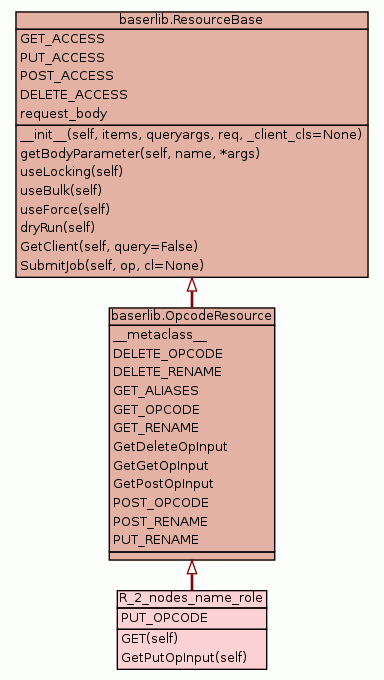 baserlib.ResourceBase
GET_ACCESS
PUT_ACCESS
POST_ACCESS
DELETE_ACCESS
request_body
__init__(self, items, queryargs, req, _client_cls=None)
getBodyParameter(self, name, *args)
useLocking(self)
useBulk(self)
useForce(self)
dryRun(self)
GetClient(self, query=False)
SubmitJob(self, op, cl=None)
baserlib.OpcodeResource
__metaclass__
DELETE_OPCODE
DELETE_RENAME
GET_ALIASES
GET_OPCODE
GET_RENAME
GetDeleteOpInput
GetGetOpInput
GetPostOpInput
POST_OPCODE
POST_RENAME
PUT_RENAME
R_2_nodes_name_role
PUT_OPCODE
GET(self)
GetPutOpInput(self)